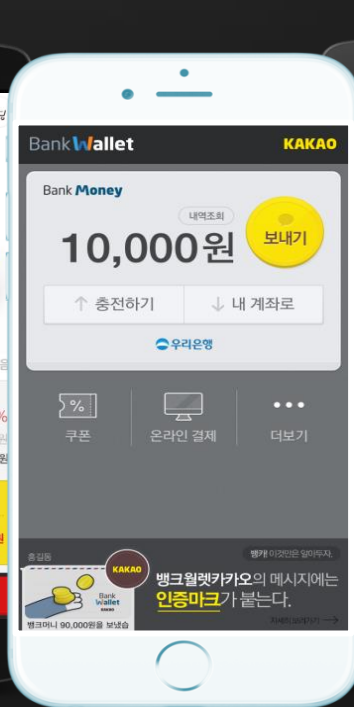 BankWallet
KAKAO
Bank Money
내역조회
10,000원
보내기
↑ 충전하기
↓ 내 계좌로
우리은행
%
쿠폰
온라인 결제
더보기
홍길동
KAKAO
Bank
Wallet
KAKAO
뱅크머니 90,000원을 보냈습
뱅카! 이것만은 알아두자.
뱅크월렛카카오의 메시지에는
인증마크가 붙는다.
%
원